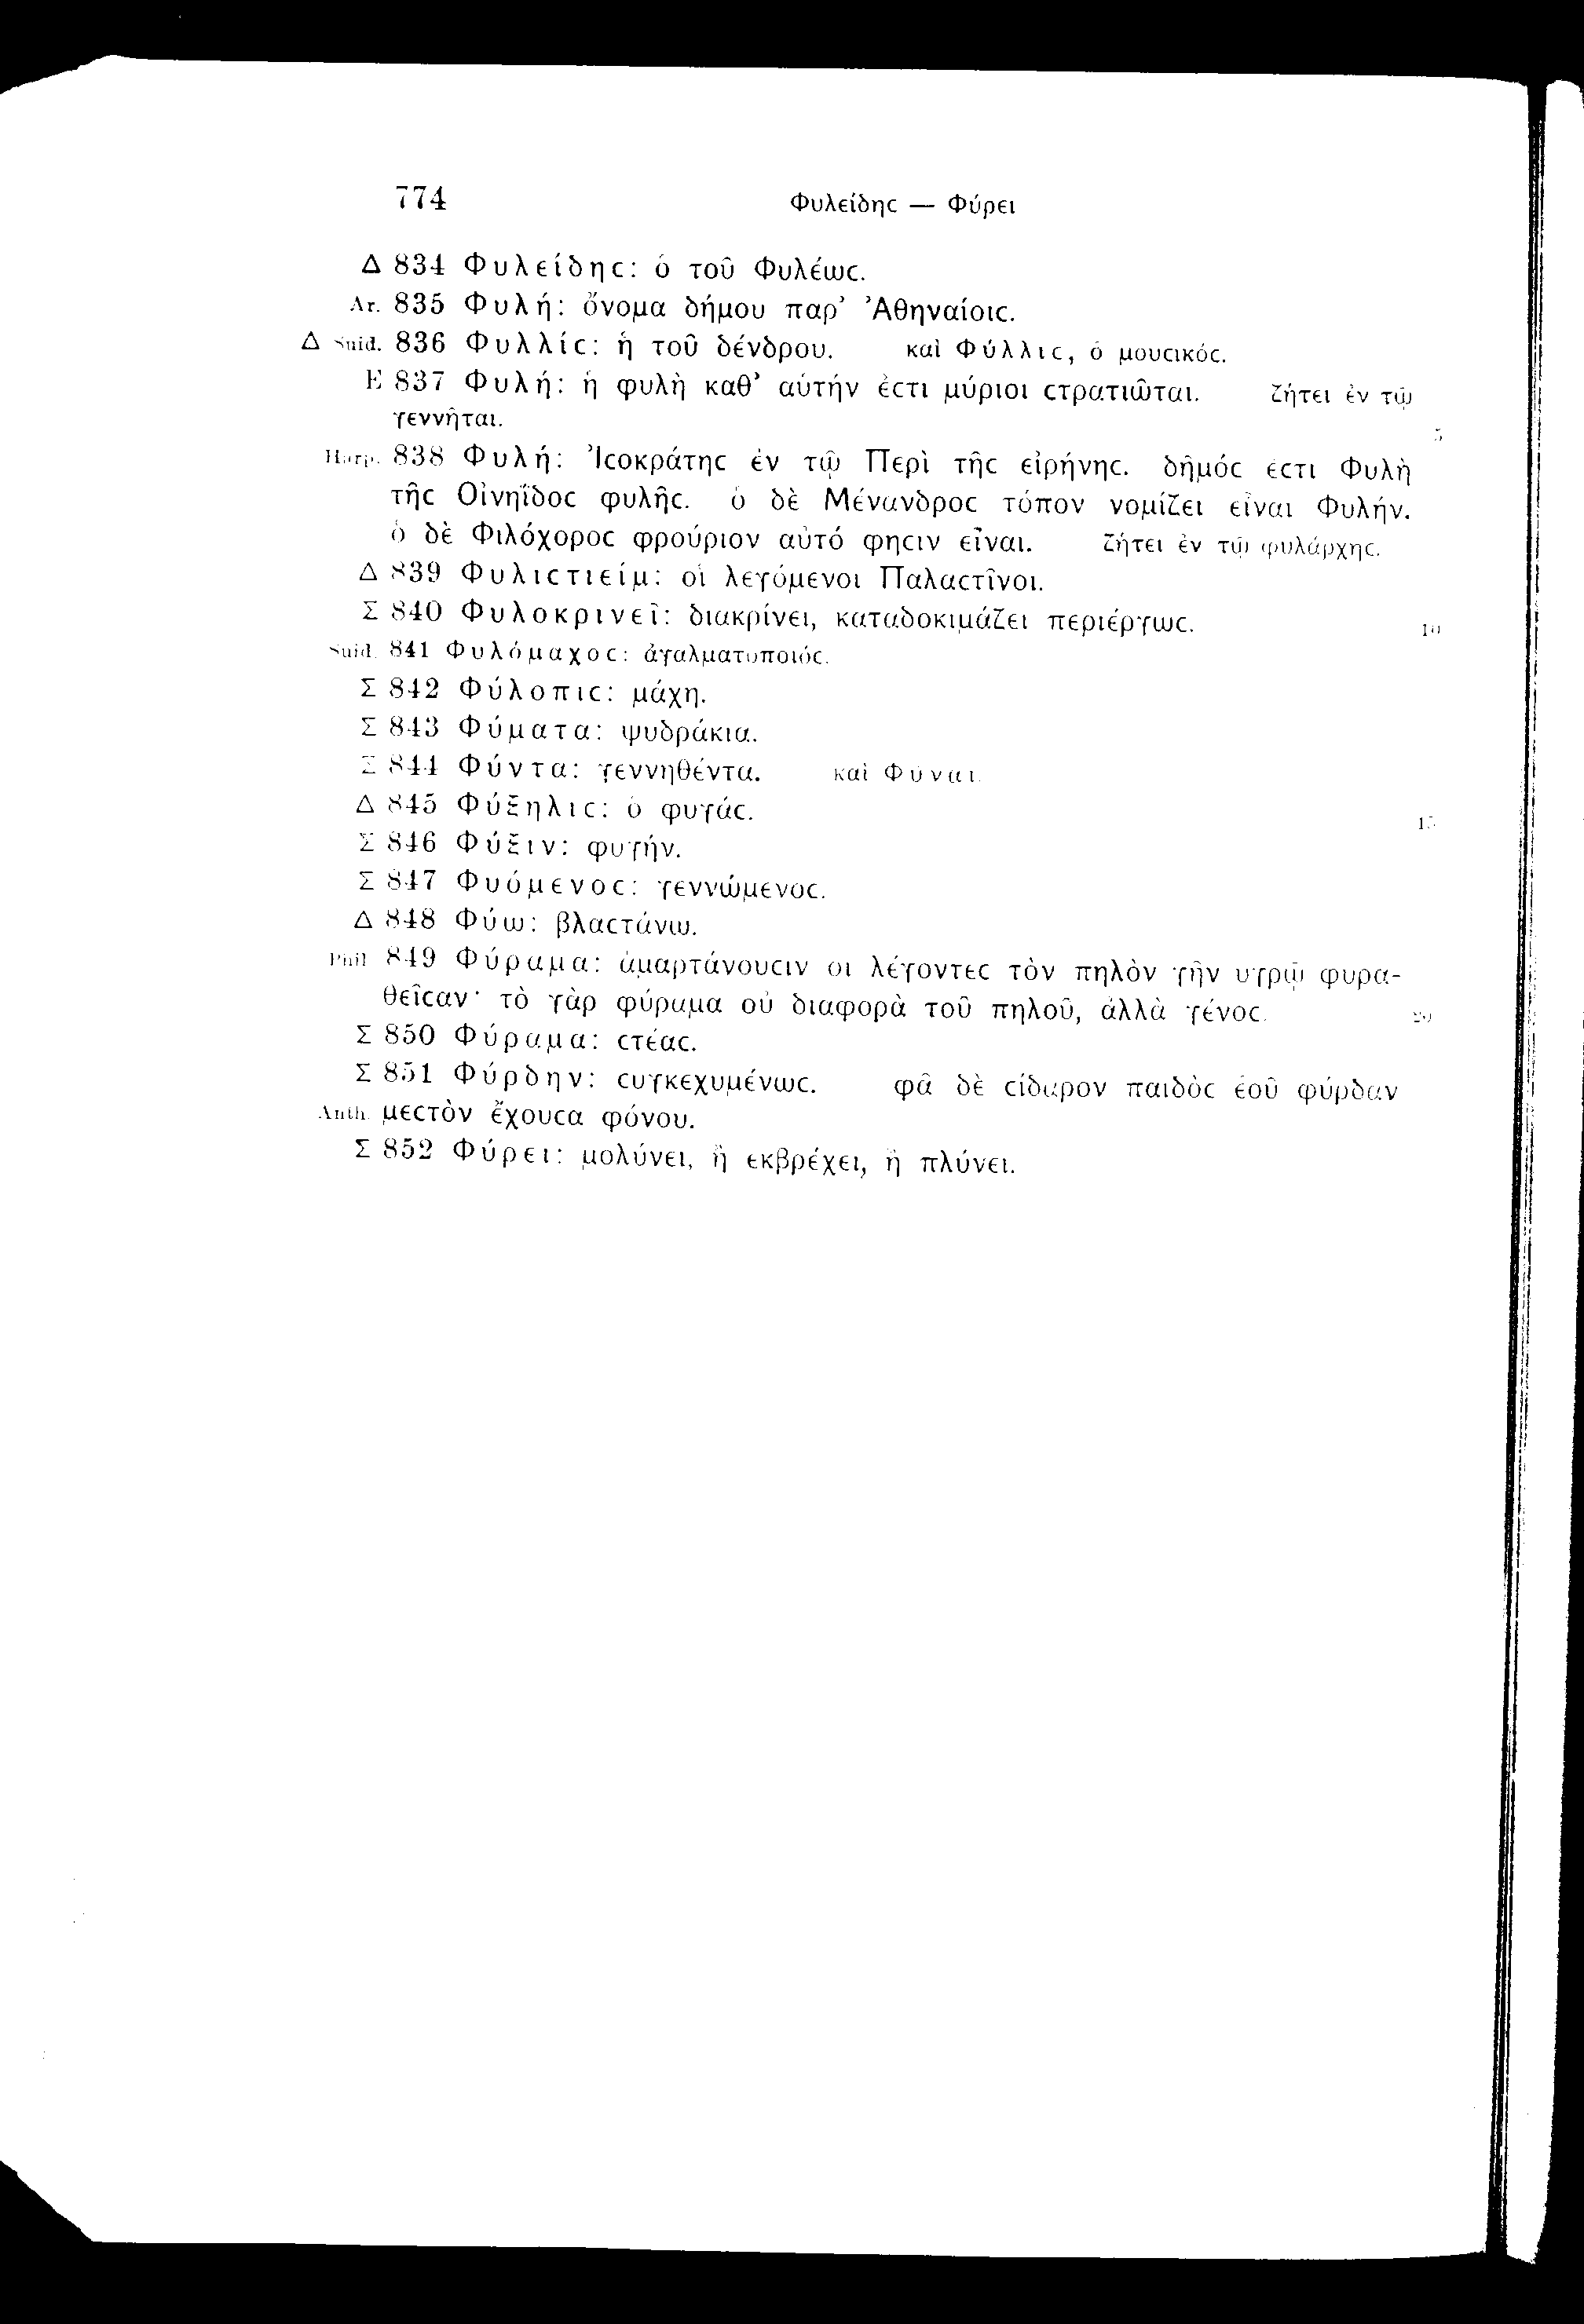 774 Φυλείδηϲ — Φύρει
Δ 834 Φυλείδηϲ: ὁ τοῦ Φυλέωϲ.
Ar. 835 Φυλή: ὄνομα δήμου παρ' Ἀθηναίοιϲ.
Δ Suid. 836 Φυλλίϲ: ἡ τοῦ δένδρου. καὶ Φύλλιϲ, ὁ μουϲικόϲ.
E 837 Φυλή: ἡ φυλὴ καθ' αὑτήν ἐϲτι μύριοι ϲτρατιῶται. ζήτει ἐν τῷ
γεννῆται.
5
Harp. 838 Φυλή: Ἰϲοκράτηϲ ἐν τῷ Περὶ τῆϲ εἰρήνηϲ. δῆμόϲ ἐϲτι Φυλὴ
τῆϲ Οἰνηΐδοϲ φυλῆϲ. ὁ δὲ Μένανδροϲ τόπον νομίζει εἶναι Φυλήν.
ὁ δὲ Φιλόχοροϲ φρούριον αὐτό φηϲιν εἶναι. ζήτει ἐν τῷ φυλάρχηϲ.
Δ 839 Φυλιϲτιείμ: οἱ λεγόμενοι Παλαϲτῖνοι.
Σ 840 Φυλοκρινεῖ: διακρίνει, καταδοκιμάζει περιέργωϲ. 10
Suid. 841 Φυλόμαχοϲ: ἀγαλματοποιόϲ.
Σ 842 Φύλοπιϲ: μάχη.
Σ 843 Φύματα: ψυδράκια.
Σ 844 Φύντα: γεννηθέντα. καὶ Φῦναι.
Δ 845 Φύξηλιϲ: ὁ φυγάϲ. 15
Σ 846 Φύξιν: φυγήν.
Σ 847 Φυόμενοϲ: γεννώμενοϲ.
Δ 848 Φύω: βλαϲτάνω.
Phil 849 Φύραμα: ἁμαρτάνουϲιν οἱ λέγοντεϲ τὸν πηλὸν γῆν ὑγρῷ φυρα-
θεῖϲαν· τὸ γὰρ φύραμα οὐ διαφορὰ τοῦ πηλοῦ, ἀλλὰ γένοϲ. 20
Σ 850 Φύραμα: ϲτέαϲ.
Σ 851 Φύρδην: ϲυγκεχυμένωϲ. φᾶ δὲ ϲίδαρον παιδὸϲ ἑοῦ φύρδαν
Anth. μεϲτὸν ἔχουϲα φόνου.
Σ 852 Φύρει: μολύνει, ἢ ἐκβρέχει, ἢ πλύνει.